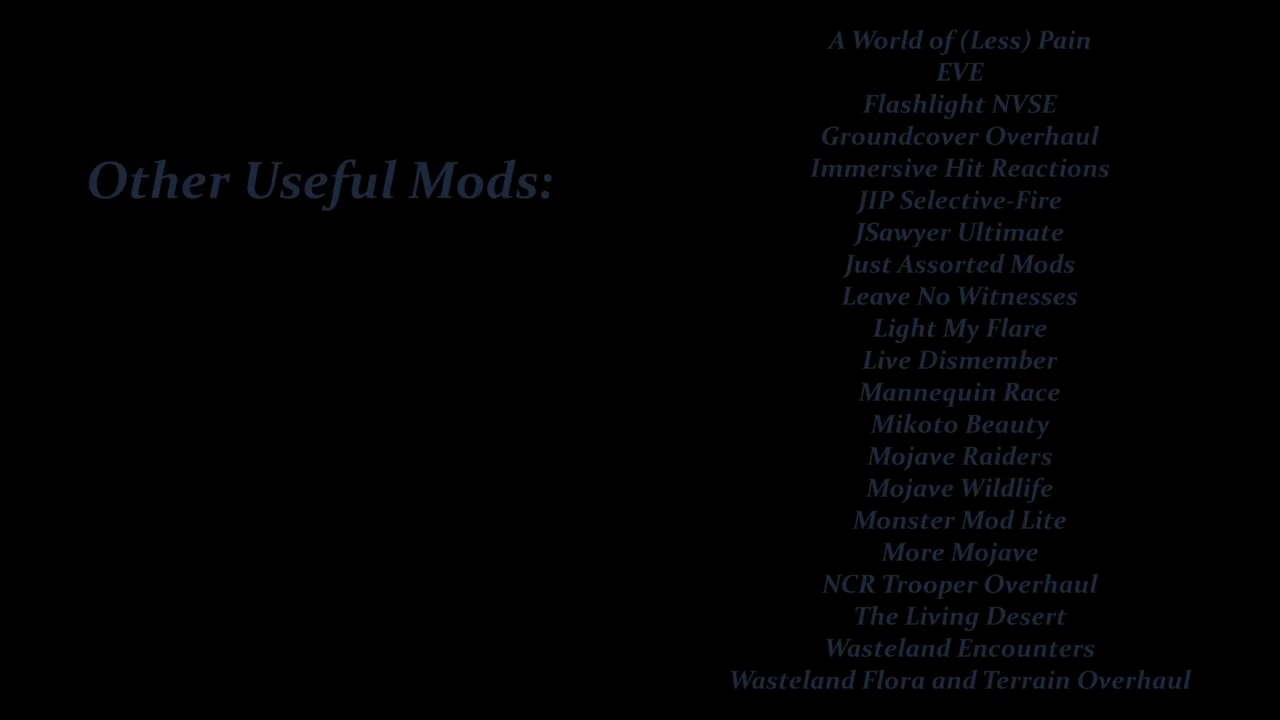 Other Useful Mods:
A World of (Less) Pain
EVE
Flashlight NVSE
Groundcover Overhaul
Immersive Hit Reactions
JIP Selective-Fire
JSawyer Ultimate
Just Assorted Mods
Leave No Witnesses
Light My Flare
Live Dismember
Mannequin Race
Mikoto Beauty
Mojave Raiders
Mojave Wildlife
Monster Mod Lite
More Mojave
NCR Trooper Overhaul
The Living Desert
Wasteland Encounters
Wasteland Flora and Terrain Overhaul